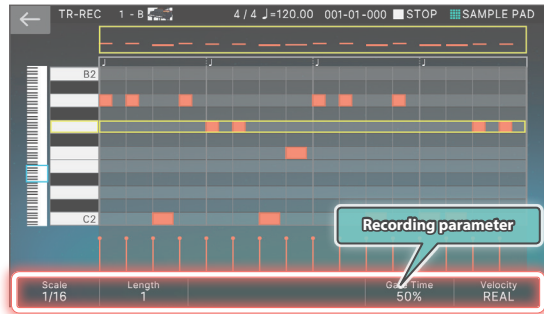 TR-REC 1 - B 4 / 4 ♩=120.00 001-01-000 STOP SAMPLE PAD
B2
C2
Recording parameter
Scale Length Gate Time Velocity
1/16 1 50% REAL